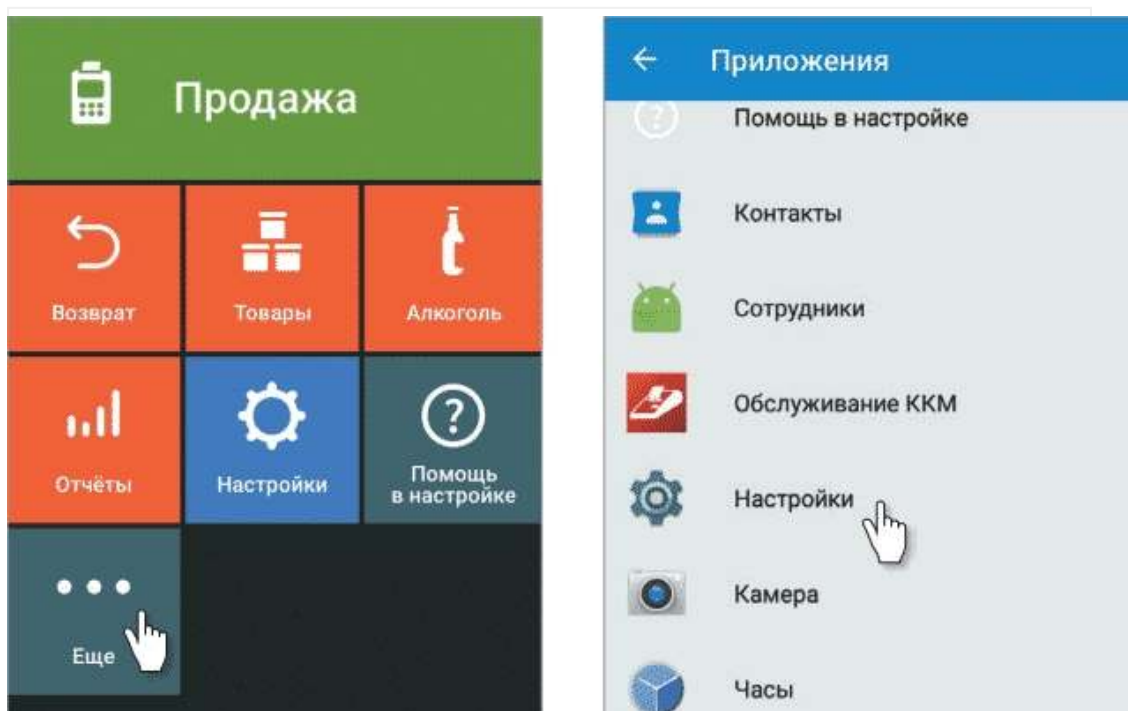 Продажа
Возврат
Товары
Алкоголь
Отчёты
Настройки
Помощь
в настройке
Еще
Приложения
Помощь в настройке
Контакты
Сотрудники
Обслуживание ККМ
Настройки
Камера
Часы